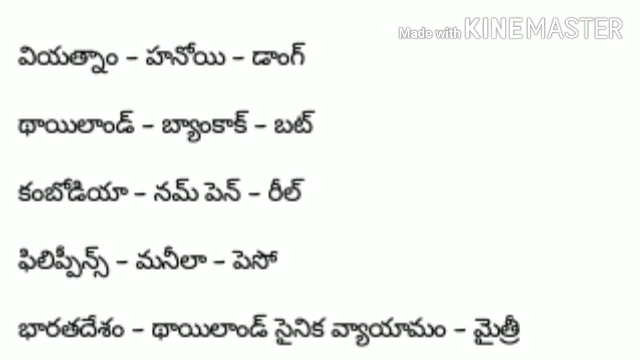 Made with KINEMASTER
వియత్నాం - హనోయి - డాంగ్
థాయిలాండ్ - బ్యాంకాక్ - బట్
కంబోడియా - నమ్ పెన్ - రీల్
ఫిలిప్పీన్స్ - మనీలా - పెసో
భారతదేశం - థాయిలాండ్ సైనిక వ్యాయామం - మైత్రీ